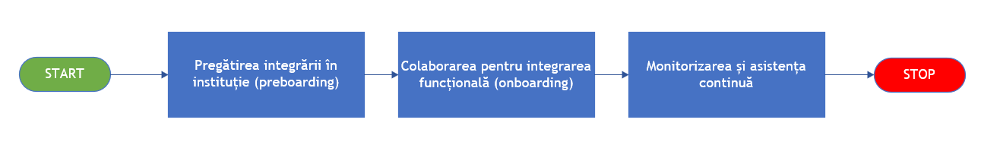 START
Pregătirea integrării în
instituție (preboarding)
Colaborarea pentru integrarea
funcțională (onboarding)
Monitorizarea și asistența
continuă
STOP